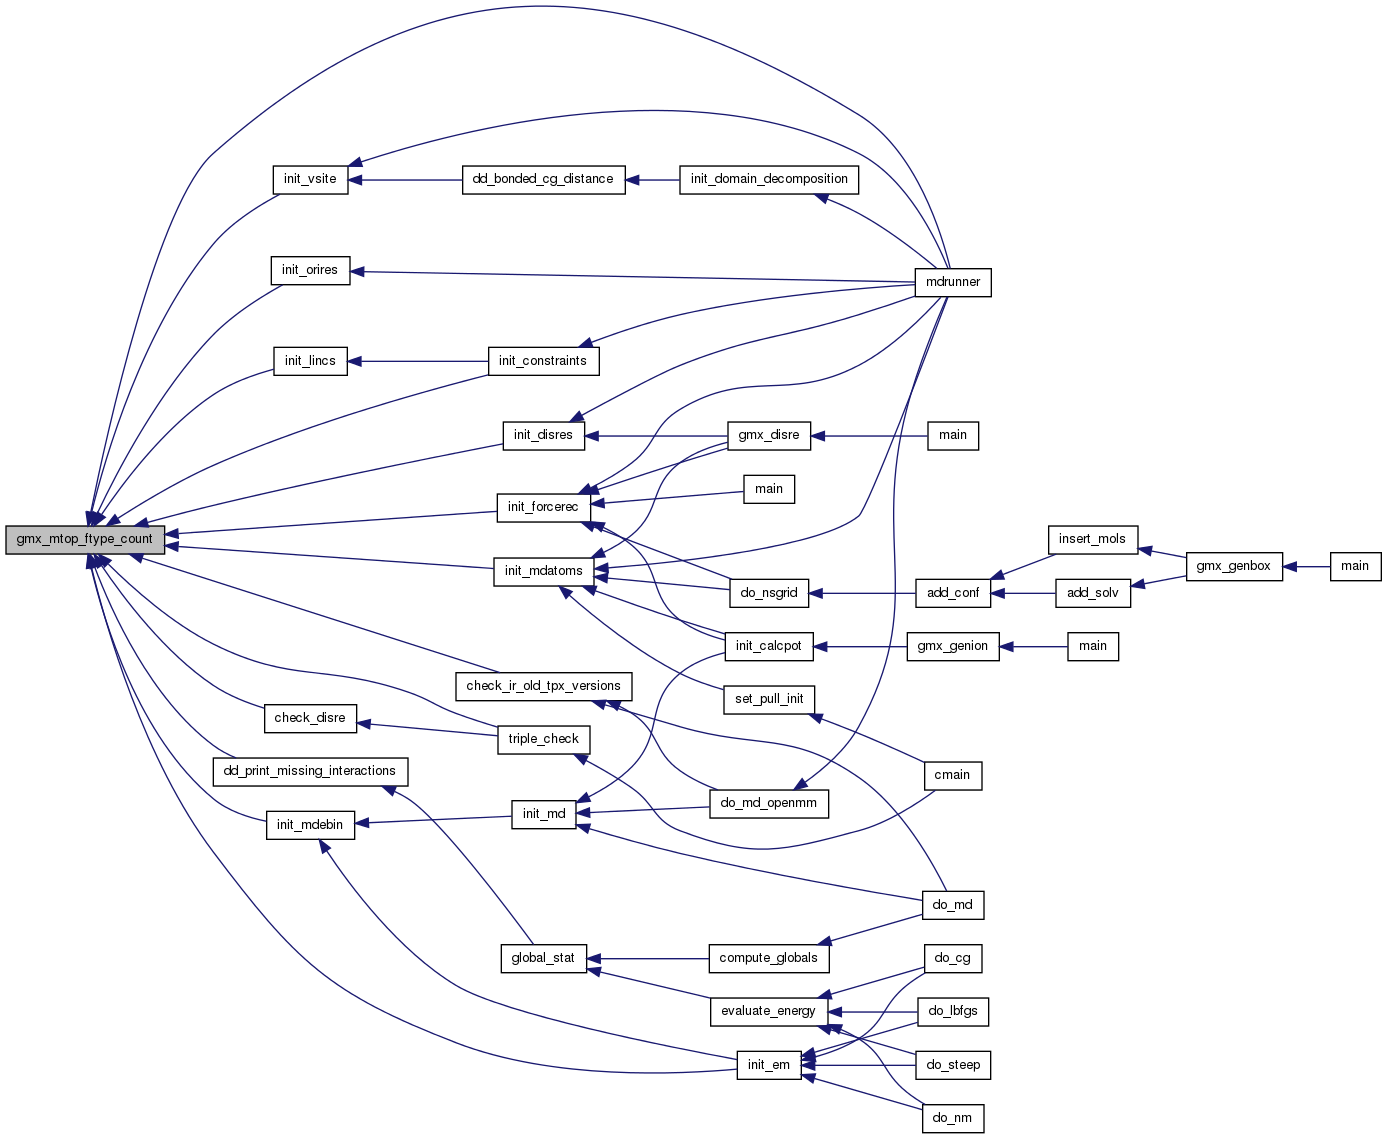 init_vsite
dd_bonded_cg_distance
init_domain_decomposition
init_orires
mdrunner
init_lincs
init_constraints
init_disres
gmx_disre
main
main
init_forcerec
gmx_mtop_ftype_count
insert_mols
init_mdatoms
gmx_genbox
main
do_nsgrid
add_conf
add_solv
init_calcpot
gmx_genion
main
check_ir_old_tpx_versions
set_pull_init
check_disre
triple_check
dd_print_missing_interactions
cmain
do_md_openmm
init_md
init_mdebin
do_md
global_stat
compute_globals
do_cg
evaluate_energy
do_lbfgs
init_em
do_steep
do_nm